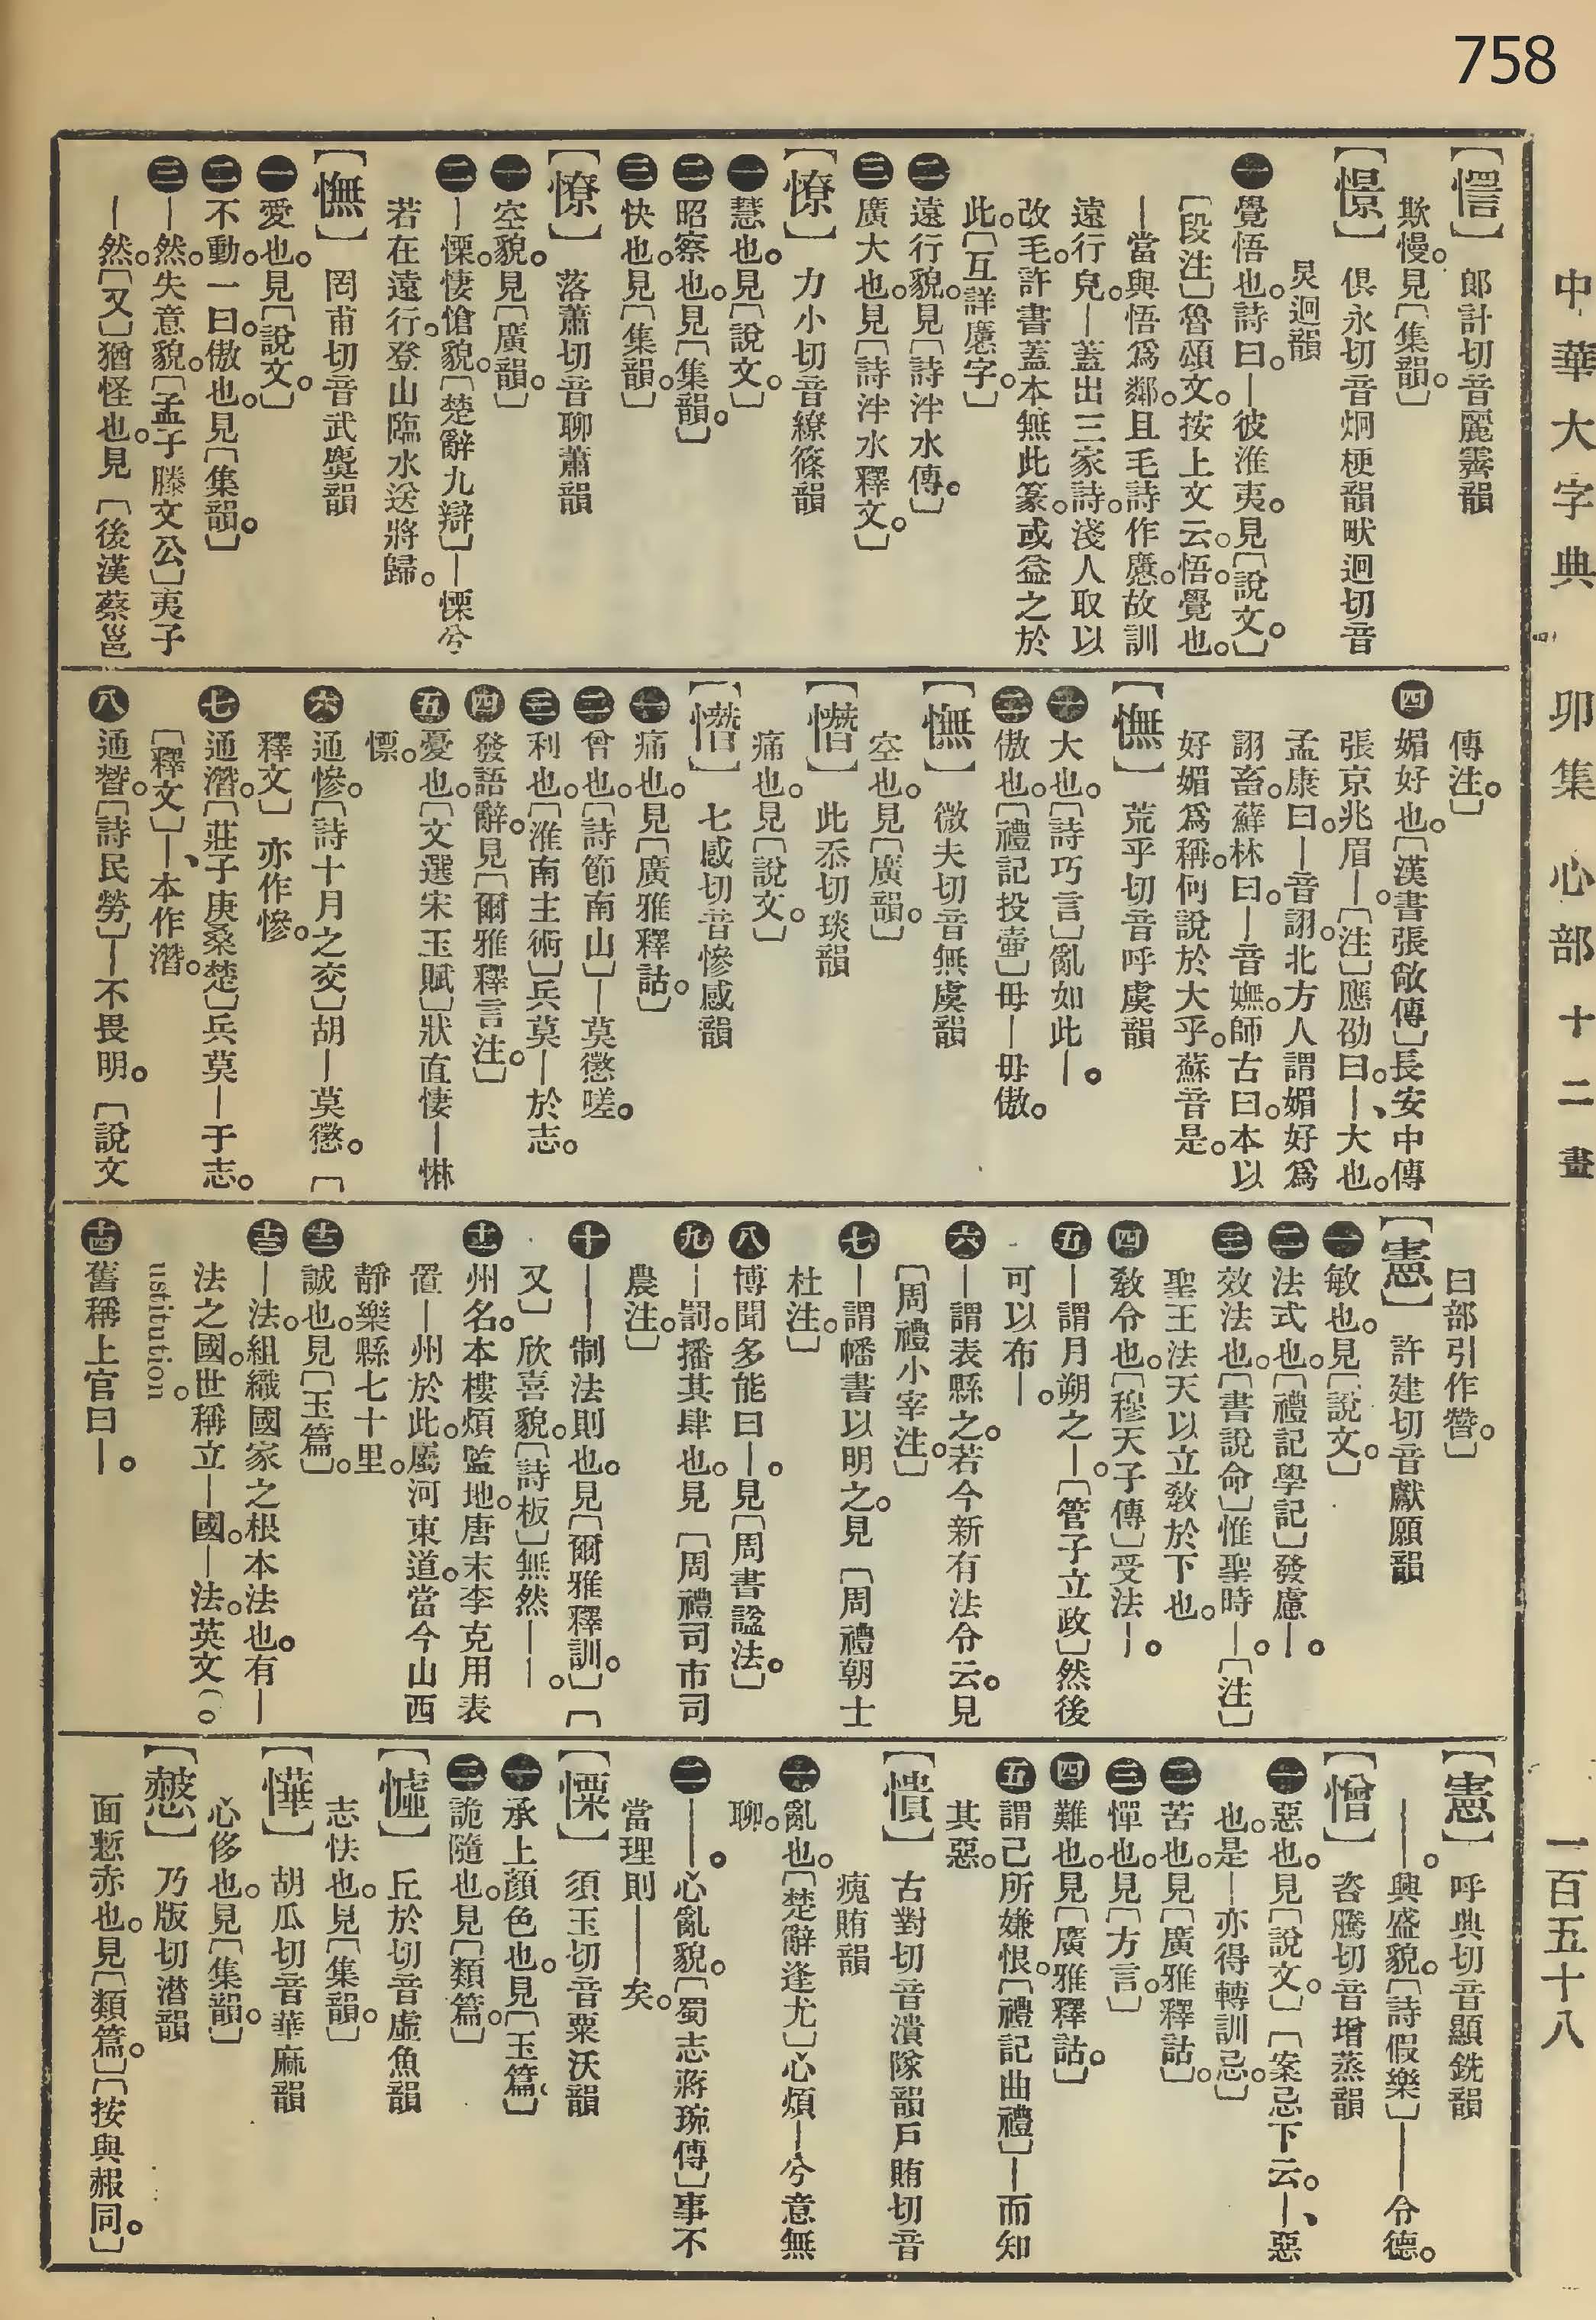 758
中華大字典 卯集 心部 十二畫 一百五十八
【㦒】郎計切音麗霽韻
欺慢。見〔集韻。〕
【憬】俱永切音炯梗韻畎迥切音
炅迥韻
㊀覺悟也。詩曰。—彼淮夷。見〔說文。〕
〔段注〕魯頌文。按上文云。悟。覺也。
—當與悟爲鄰。且毛詩作懬。故訓
遠行皃。—蓋出三家詩。淺人取以
改毛。許書蓋本無此篆。或益之於
此。〔互詳懬字。〕
㊁遠行貌。見〔詩泮水傳。〕
㊂廣大也。見〔詩泮水釋文。〕
【憭】力小切音繚篠韻
㊀慧也。見〔說文。〕
㊁昭察也。見〔集韻。〕
㊂快也。見〔集韻。〕
【憭】落蕭切音聊蕭韻
㊀空貌。見〔廣韻。〕
㊁—慄。悽愴貌。〔楚辭九辯〕—慄兮
若在遠行。登山臨水送將歸。
【憮】罔甫切音武麌韻
㊀愛也。見〔說文。〕
㊁不動。一曰。傲也。見〔集韻。〕
㊂—然。失意貌。〔孟子滕文公〕夷子
—然。〔又〕猶怪也。見〔後漢蔡邕
傳注。〕
㊃媚好也。〔漢書張敞傳〕長安中傳
張京兆眉—。〔注〕應劭曰。—、大也。
孟康曰。—音詡。北方人謂媚好爲
詡畜。蘇林曰。—音嫵。師古曰。本以
好媚爲稱。何說於大乎。蘇音是。
【憮】荒乎切音呼虞韻
㊀大也。〔詩巧言〕亂如此—。
㊁傲也。〔禮記投壺〕毋—毋傲。
【憮】微夫切音無虞韻
空也。見〔廣韻。〕
【憯】此忝切琰韻
痛也。見〔說文。〕
【憯】七感切音慘感韻
㊀痛也。見〔廣雅釋詁。〕
㊁曾也。〔詩節南山〕—莫懲嗟。
㊂利也。〔淮南主術〕兵莫—於志。
㊃發語辭。見〔爾雅釋言注。〕
㊄憂也。〔文選宋玉賦〕狀直悽—惏
慄。
㊅通慘。〔詩十月之交〕胡—莫懲。〔
釋文〕亦作慘。
㊆通潛。〔莊子庚桑楚〕兵莫—于志。
〔釋文〕—、本作潛。
㊇通朁。〔詩民勞〕—不畏明。〔說文
曰部引作朁。〕
【憲】許建切音獻願韻
㊀敏也。見〔說文。〕
㊁法式也。〔禮記學記〕發慮—。
㊂效法也。〔書說命〕惟聖時—。〔注〕
聖王法天以立敎於下也。
㊃敎令也。〔穆天子傳〕受法—。
㊄—謂月朔之—。〔管子立政〕然後
可以布—。
㊅—謂表縣之。若今新有法令云。見
〔周禮小宰注。〕
㊆—謂幡書以明之。見〔周禮朝士
杜注。〕
㊇博聞多能曰—。見〔周書諡法。〕
㊈—罰。播其肆也。見〔周禮司市司
農注。〕
㊉——制法則也。見〔爾雅釋訓。〕〔
又〕欣喜貌。〔詩板〕無然——。
⑪州名。本樓煩監地。唐末李克用表
置—州於此。屬河東道。當今山西
靜樂縣七十里。
⑫誠也。見〔玉篇〕。
⑬—法。組織國家之根本法也。有—
法之國。世稱立—國。—法。英文(○
ustitution。
⑭舊稱上官曰—。
【憲】呼典切音顯銑韻
——。興盛貌。〔詩假樂〕——令德。
【憎】咨騰切音增蒸韻
㊀惡也。見〔說文。〕〔案忌下云。—、惡
也。是—亦得轉訓忌。〕
㊁苦也。見〔廣雅釋詁。〕
㊂憚也。見〔方言。〕
㊃難也。見〔廣雅釋詁。〕
㊄謂己所嫌恨。〔禮記曲禮〕—而知
其惡。
【憒】古對切音潰隊韻戶賄切音
瘣賄韻
㊀亂也。〔楚辭逢尤〕心煩—兮意無
聊。
㊁——。心亂貌。〔蜀志蔣琬傳〕事不
當理則——矣。
【㦆】須玉切音粟沃韻
㊀承上顏色也。見〔玉篇。〕
㊁詭隨也。見〔類篇。〕
【憈】丘於切音虛魚韻
志怯也。見〔集韻。〕
【㦊】胡瓜切音華麻韻
心侈也。見〔集韻。〕
乃版切潸韻
面慙赤也。見〔類篇。〕〔按與赧同。〕